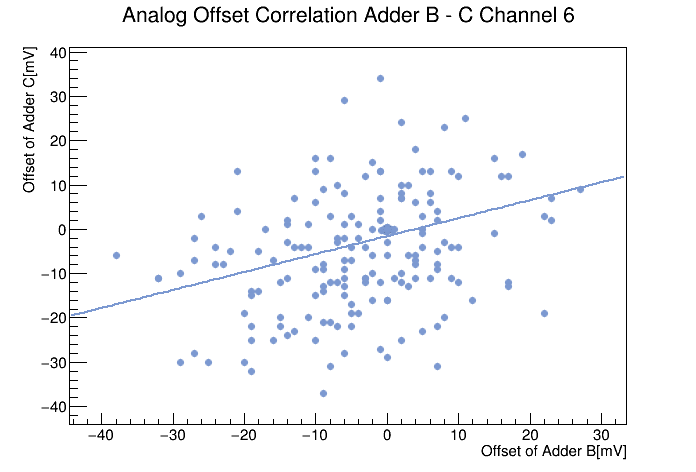 Analog Offset Correlation Adder B - C Channel 6
Offset of Adder C[mV]
40
30
20
10
0
−10
−20
−30
−40
−40 −30 −20 −10 0 10 20 30
Offset of Adder B[mV]